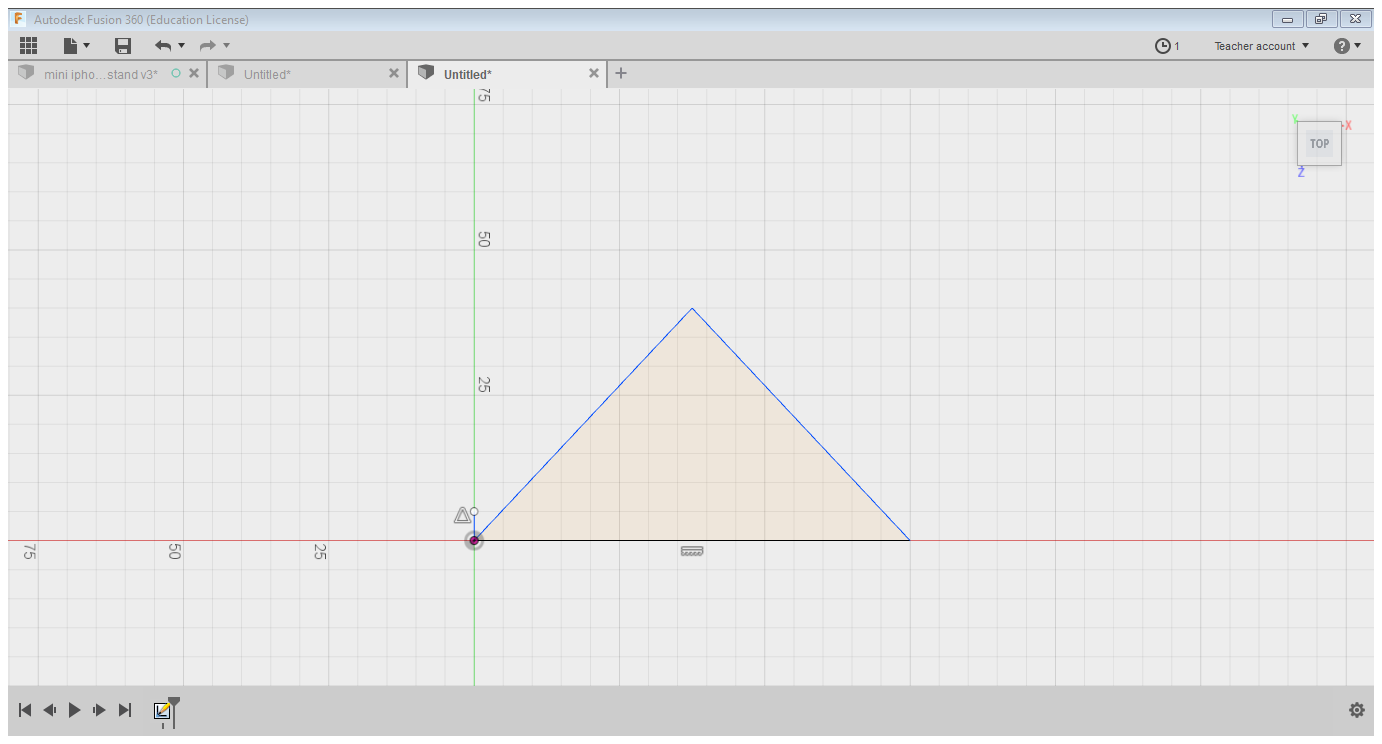 F Autodesk Fusion 360 (Education License)
1 Teacher account ?
mini ipho...stand v3* Untitled* Untitled*
75
Y X
TOP
Z
50
25
75 50 25